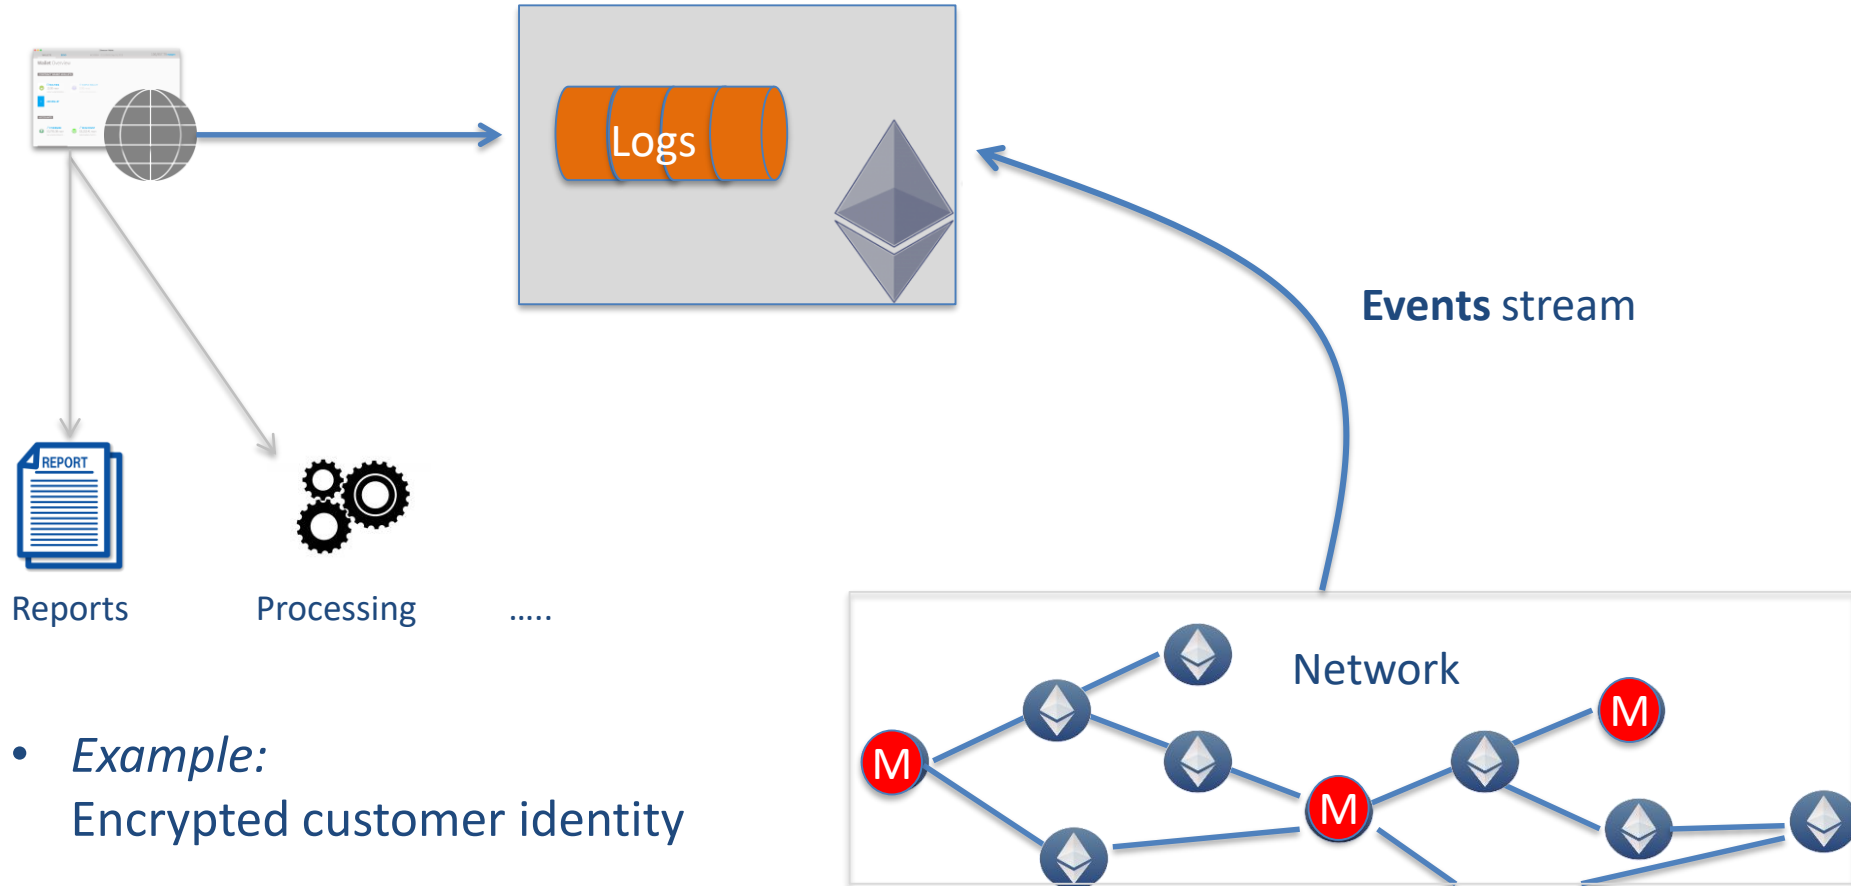 Logs
Events stream
REPORT
Reports
Processing
.....
Network
M
M
M
• Example:
Encrypted customer identity